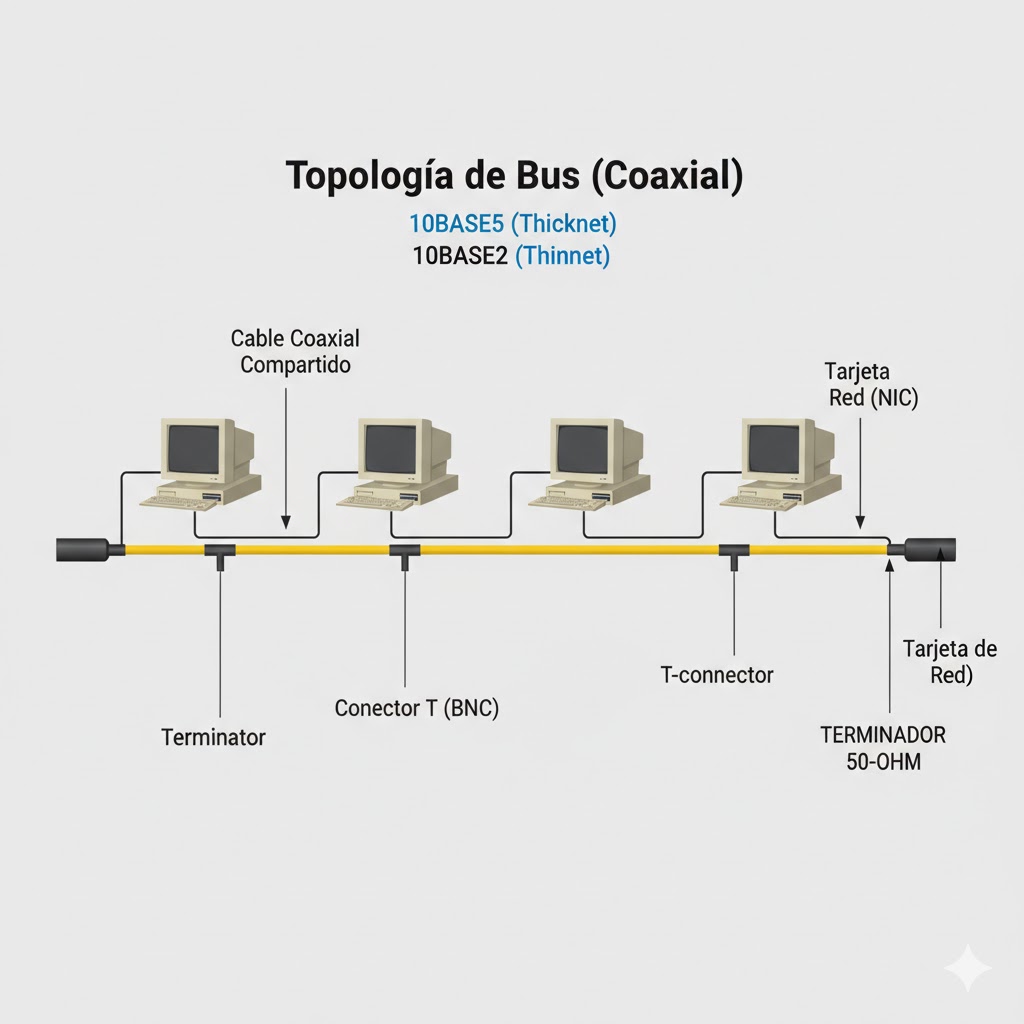 Topología de Bus (Coaxial)
10BASE5 (Thicknet)
10BASE2 (Thinnet)
Cable Coaxial
Compartido
Tarjeta
Red (NIC)
Terminator
Conector T (BNC)
T-connector
Tarjeta de
Red)
TERMINADOR
50-OHM